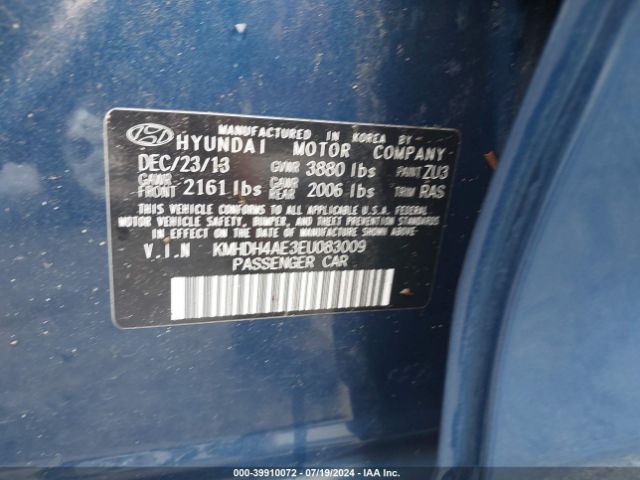 MANUFACTURED IN KOREA BY
HYUNDAI MOTOR COMPANY
DEC/23/13 GVWR 3880 lbs PAINT ZU3
GAWR FRONT 2161 lbs GAWR REAR 2006 lbs TRIM RAS
THIS VEHICLE CONFORMS TO ALL APPLICABLE U.S.A. FEDERAL
MOTOR VEHICLE SAFETY, BUMPER, AND THEFT PREVENTION STANDARDS
IN EFFECT ON THE DATE OF MANUFACTURE SHOWN ABOVE.
V.I.N KMHDH4AE3EU083009
PASSENGER CAR
000-39910072 - 07/19/2024 - IAA Inc.